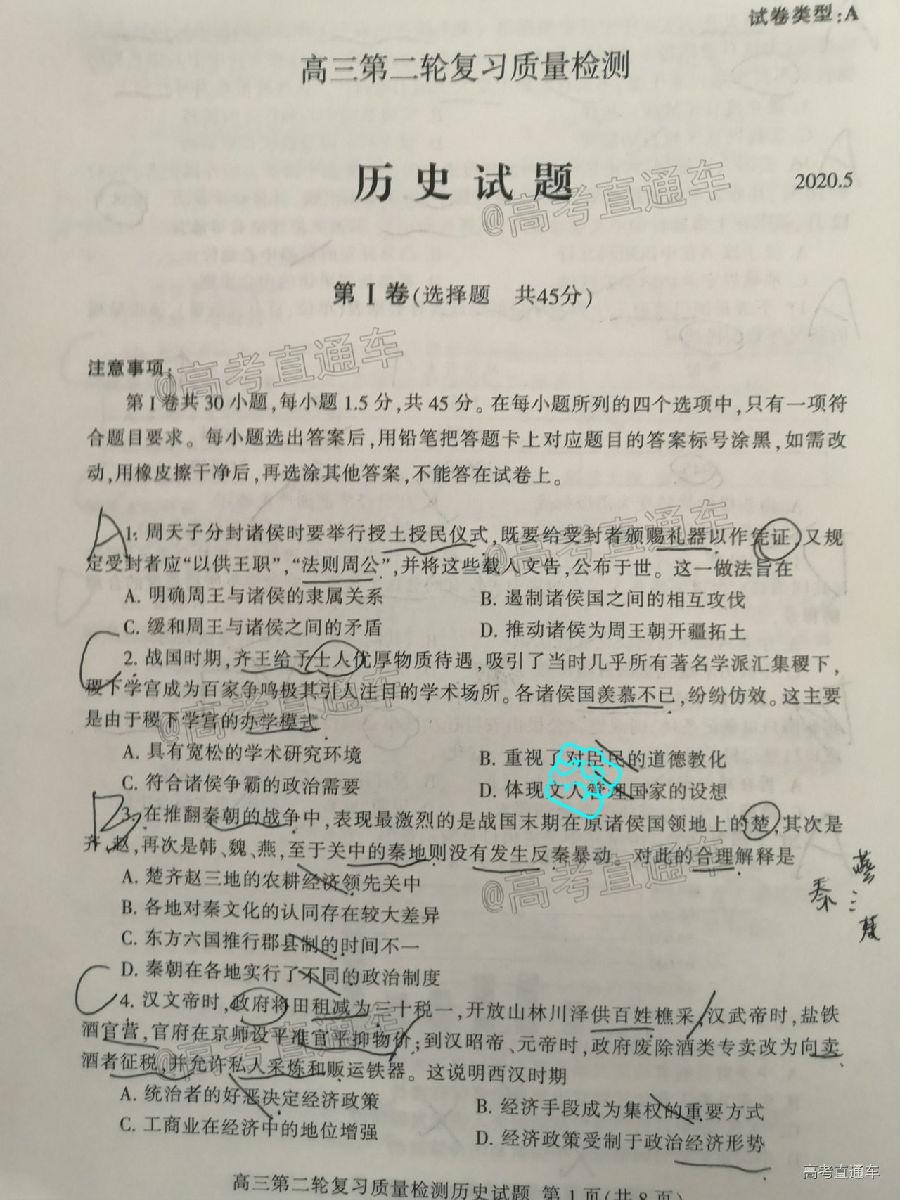 试卷类型:A
高三第二轮复习质量检测
历史试题
2020.5
@高考直通车
第Ⅰ卷(选择题 共45分)
注意事项:
@高考直通车
第Ⅰ卷共30小题,每小题1.5分,共45分。在每小题所列的四个选项中,只有一项符
合题目要求。每小题选出答案后,用铅笔把答题卡上对应题目的答案标号涂黑,如需改
动,用橡皮擦干净后,再选涂其他答案,不能答在试卷上。
@高考直通车
A
1.周天子分封诸侯时要举行授土授民仪式,既要给受封者颁赐礼器以作凭证,又规
定受封者应“以供王职”,“法则周公”,并将这些载入文告,公布于世。这一做法旨在
A. 明确周王与诸侯的隶属关系 B. 遏制诸侯国之间的相互攻伐
C. 缓和周王与诸侯之间的矛盾 D. 推动诸侯为周王朝开疆拓土
C
2. 战国时期,齐王给予士人优厚物质待遇,吸引了当时几乎所有著名学派汇集稷下,
稷下学宫成为百家争鸣极其引人注目的学术场所。各诸侯国羡慕不已,纷纷仿效。这主要
是由于稷下学宫的办学模式
@高考直通车
A. 具有宽松的学术研究环境 B. 重视了对臣民的道德教化
C. 符合诸侯争霸的政治需要 D. 体现文人管理国家的设想
B
3.在推翻秦朝的战争中,表现最激烈的是战国末期在原诸侯国领地上的楚,其次是
齐、赵,再次是韩、魏、燕,至于关中的秦地则没有发生反秦暴动。对此的合理解释是
@高考直通车
A. 楚齐赵三地的农耕经济领先关中
B. 各地对秦文化的认同存在较大差异
C. 东方六国推行郡县制的时间不一
D. 秦朝在各地实行了不同的政治制度
秦
C
4. 汉文帝时,政府将田租减为三十税一,开放山林川泽供百姓樵采,汉武帝时,盐铁
酒官营,官府在京师设平准官平抑物价;到汉昭帝、元帝时,政府废除酒类专卖改为向卖
酒者征税,并允许私人采炼和贩运铁器。这说明西汉时期
@高考直通车
A. 统治者的好恶决定经济政策 B. 经济手段成为集权的重要方式
C. 工商业在经济中的地位增强 D. 经济政策受制于政治经济形势
高三第二轮复习质量检测历史试题 第1页(共8页)
高考直通车